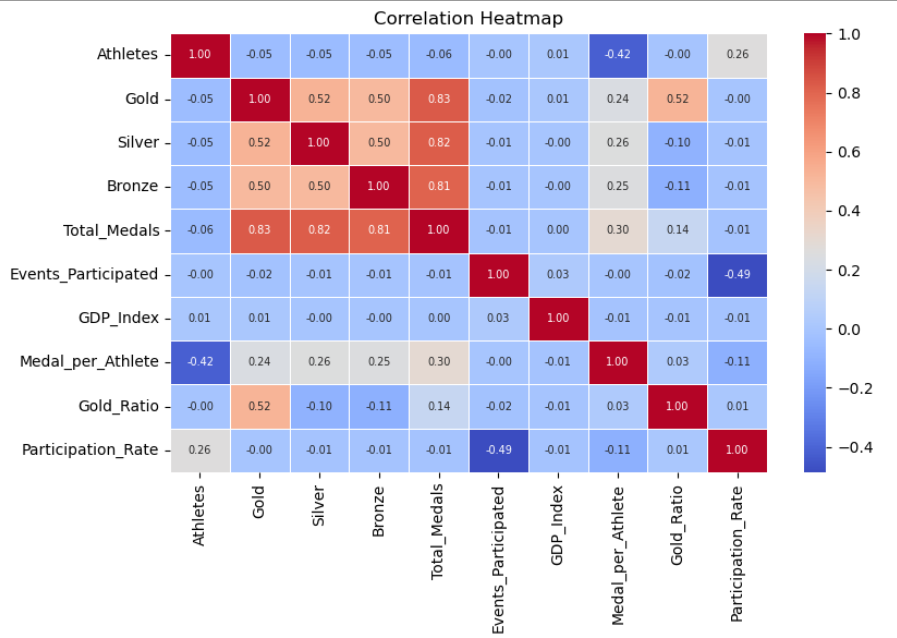 Correlation Heatmap
Athletes 1.00 -0.05 -0.05 -0.05 -0.06 -0.00 0.01 -0.42 -0.00 0.26
Gold -0.05 1.00 0.52 0.50 0.83 -0.02 0.01 0.24 0.52 -0.00
Silver -0.05 0.52 1.00 0.50 0.82 -0.01 -0.00 0.26 -0.10 -0.01
Bronze -0.05 0.50 0.50 1.00 0.81 -0.01 -0.00 0.25 -0.11 -0.01
Total_Medals -0.06 0.83 0.82 0.81 1.00 -0.01 0.00 0.30 0.14 -0.01
Events_Participated -0.00 -0.02 -0.01 -0.01 -0.01 1.00 0.03 -0.00 -0.02 -0.49
GDP_Index 0.01 0.01 -0.00 -0.00 0.00 0.03 1.00 -0.01 -0.01 -0.01
Medal_per_Athlete -0.42 0.24 0.26 0.25 0.30 -0.00 -0.01 1.00 0.03 -0.11
Gold_Ratio -0.00 0.52 -0.10 -0.11 0.14 -0.02 -0.01 0.03 1.00 0.01
Participation_Rate 0.26 -0.00 -0.01 -0.01 -0.01 -0.49 -0.01 -0.11 0.01 1.00
Athletes
Gold
Silver
Bronze
Total_Medals
Events_Participated
GDP_Index
Medal_per_Athlete
Gold_Ratio
Participation_Rate
1.0
0.8
0.6
0.4
0.2
0.0
−0.2
−0.4